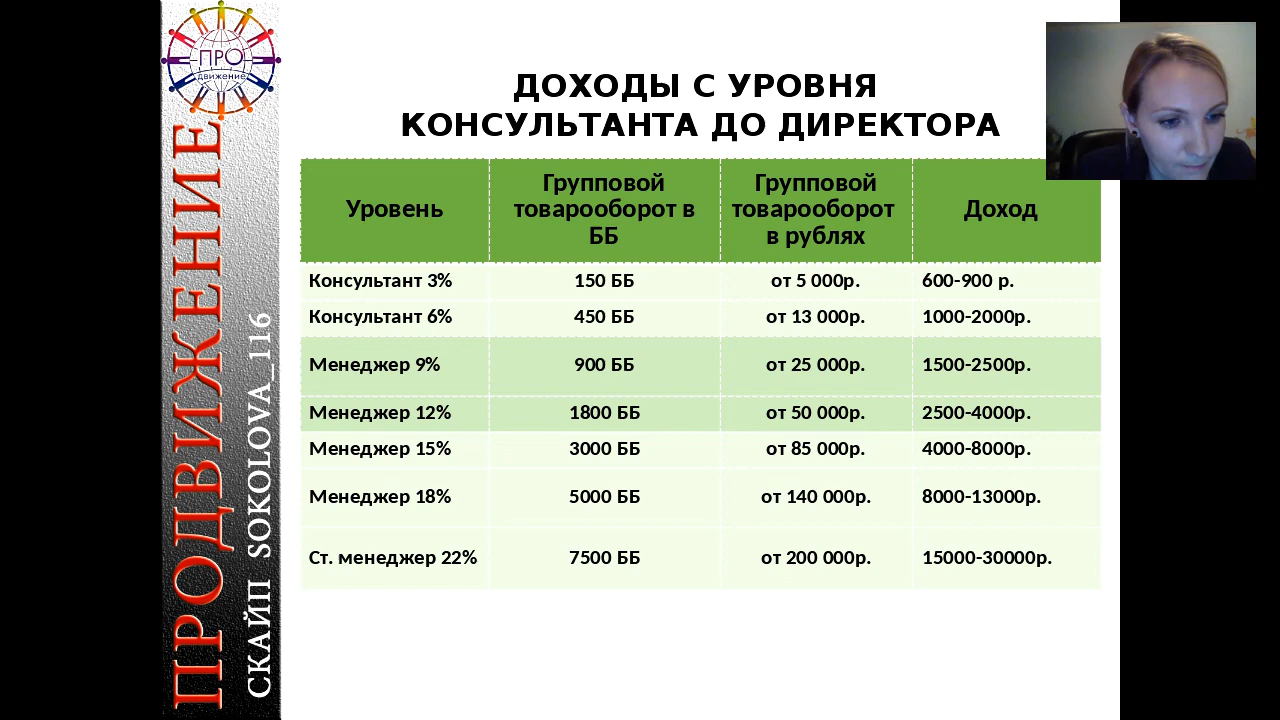 ПРО
движение
ПРОДВИЖЕНИЕ
СКАЙП SOKOLOVA_116
ДОХОДЫ С УРОВНЯ
КОНСУЛЬТАНТА ДО ДИРЕКТОРА
Уровень
Групповой
товарооборот в
ББ
Групповой
товарооборот
в рублях
Доход
Консультант 3% 150 ББ от 5 000р. 600-900 р.
Консультант 6% 450 ББ от 13 000р. 1000-2000р.
Менеджер 9% 900 ББ от 25 000р. 1500-2500р.
Менеджер 12% 1800 ББ от 50 000р. 2500-4000р.
Менеджер 15% 3000 ББ от 85 000р. 4000-8000р.
Менеджер 18% 5000 ББ от 140 000р. 8000-13000р.
Ст. менеджер 22% 7500 ББ от 200 000р. 15000-30000р.